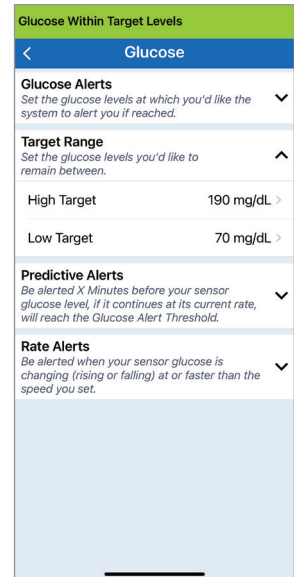 Glucose Within Target Levels
Glucose
Glucose Alerts
Set the glucose levels at which you'd like the
system to alert you if reached.
Target Range
Set the glucose levels you'd like to
remain between.
High Target 190 mg/dL
Low Target 70 mg/dL
Predictive Alerts
Be alerted X Minutes before your sensor
glucose level, if it continues at its current rate,
will reach the Glucose Alert Threshold.
Rate Alerts
Be alerted when your sensor glucose is
changing (rising or falling) at or faster than the
speed you set.